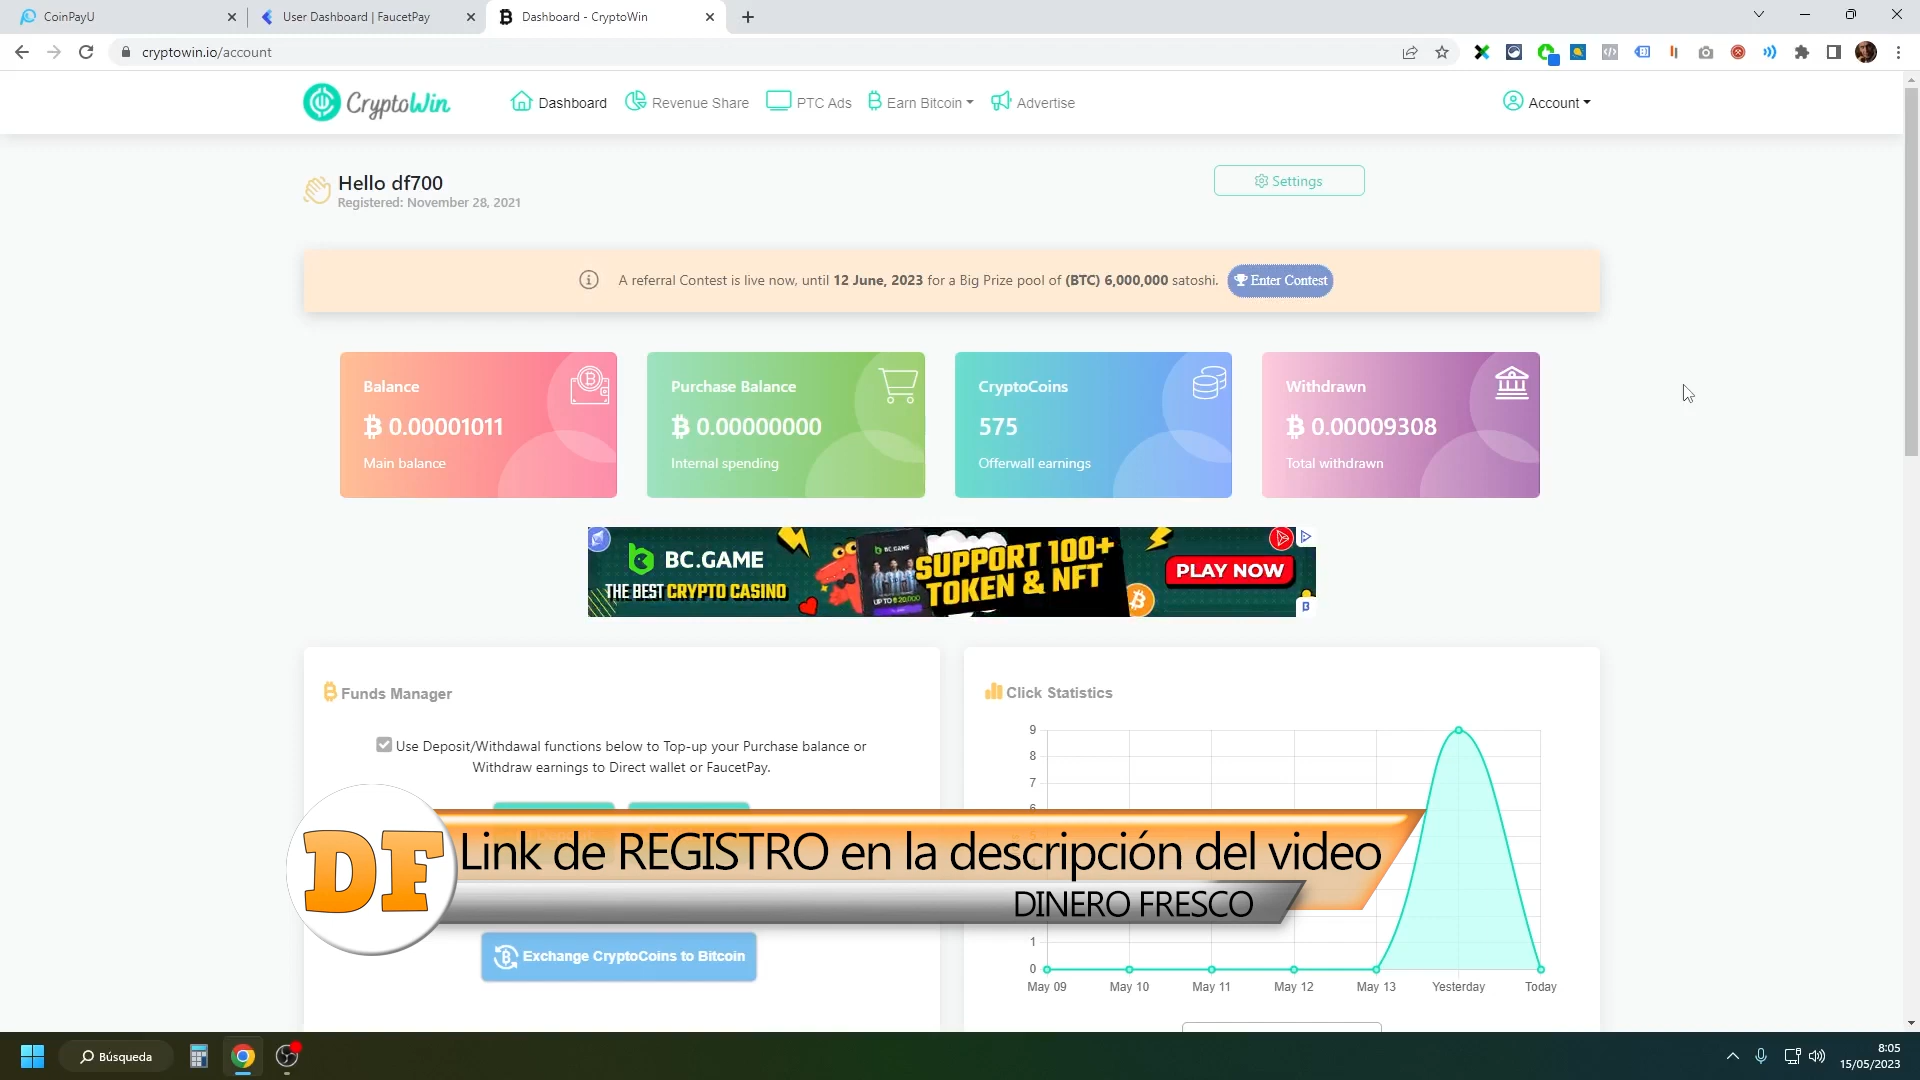 CoinPayU
User Dashboard | FaucetPay
Dashboard - CryptoWin
cryptowin.io/account
CryptoWin
Dashboard
Revenue Share
PTC Ads
Earn Bitcoin
Advertise
Account
Hello df700
Registered: November 28, 2021
Settings
A referral Contest is live now, until 12 June, 2023 for a Big Prize pool of (BTC) 6,000,000 satoshi.
Enter Contest
Balance
0.00001011
Main balance
Purchase Balance
0.00000000
Internal spending
CryptoCoins
575
Offerwall earnings
Withdrawn
0.00009308
Total withdrawn
BC.GAME
THE BEST CRYPTO CASINO
BC.GAME
SUPPORT 100+
TOKEN & NFT
PLAY NOW
Funds Manager
Use Deposit/Withdawal functions below to Top-up your Purchase balance or
Withdraw earnings to Direct wallet or FaucetPay.
Exchange CryptoCoins to Bitcoin
Click Statistics
9
8
7
1
0
May 09
May 10
May 11
May 12
May 13
Yesterday
Today
DF
Link de REGISTRO en la descripción del video
DINERO FRESCO
Búsqueda
8:05
15/05/2023